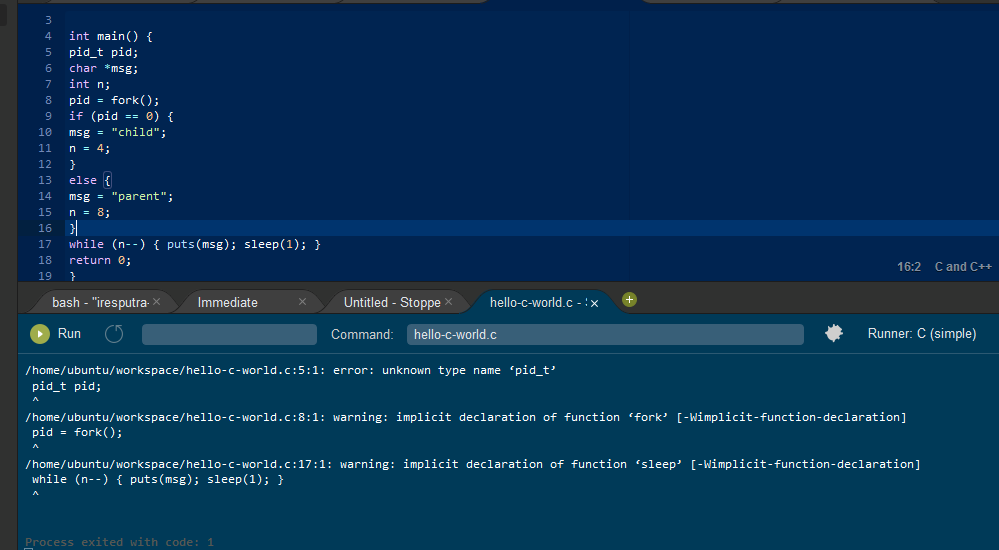 3
4 int main() {
5 pid_t pid;
6 char *msg;
7 int n;
8 pid = fork();
9 if (pid == 0) {
10 msg = "child";
11 n = 4;
12 }
13 else {
14 msg = "parent";
15 n = 8;
16 }
17 while (n--) { puts(msg); sleep(1); }
18 return 0;
19 }
16:2 C and C++
bash - "iresputra- × Immediate × Untitled - Stoppe × hello-c-world.c - : × +
Run Command: hello-c-world.c Runner: C (simple)
/home/ubuntu/workspace/hello-c-world.c:5:1: error: unknown type name ‘pid_t’
pid_t pid;
^
/home/ubuntu/workspace/hello-c-world.c:8:1: warning: implicit declaration of function ‘fork’ [-Wimplicit-function-declaration]
pid = fork();
^
/home/ubuntu/workspace/hello-c-world.c:17:1: warning: implicit declaration of function ‘sleep’ [-Wimplicit-function-declaration]
while (n--) { puts(msg); sleep(1); }
^
Process exited with code: 1